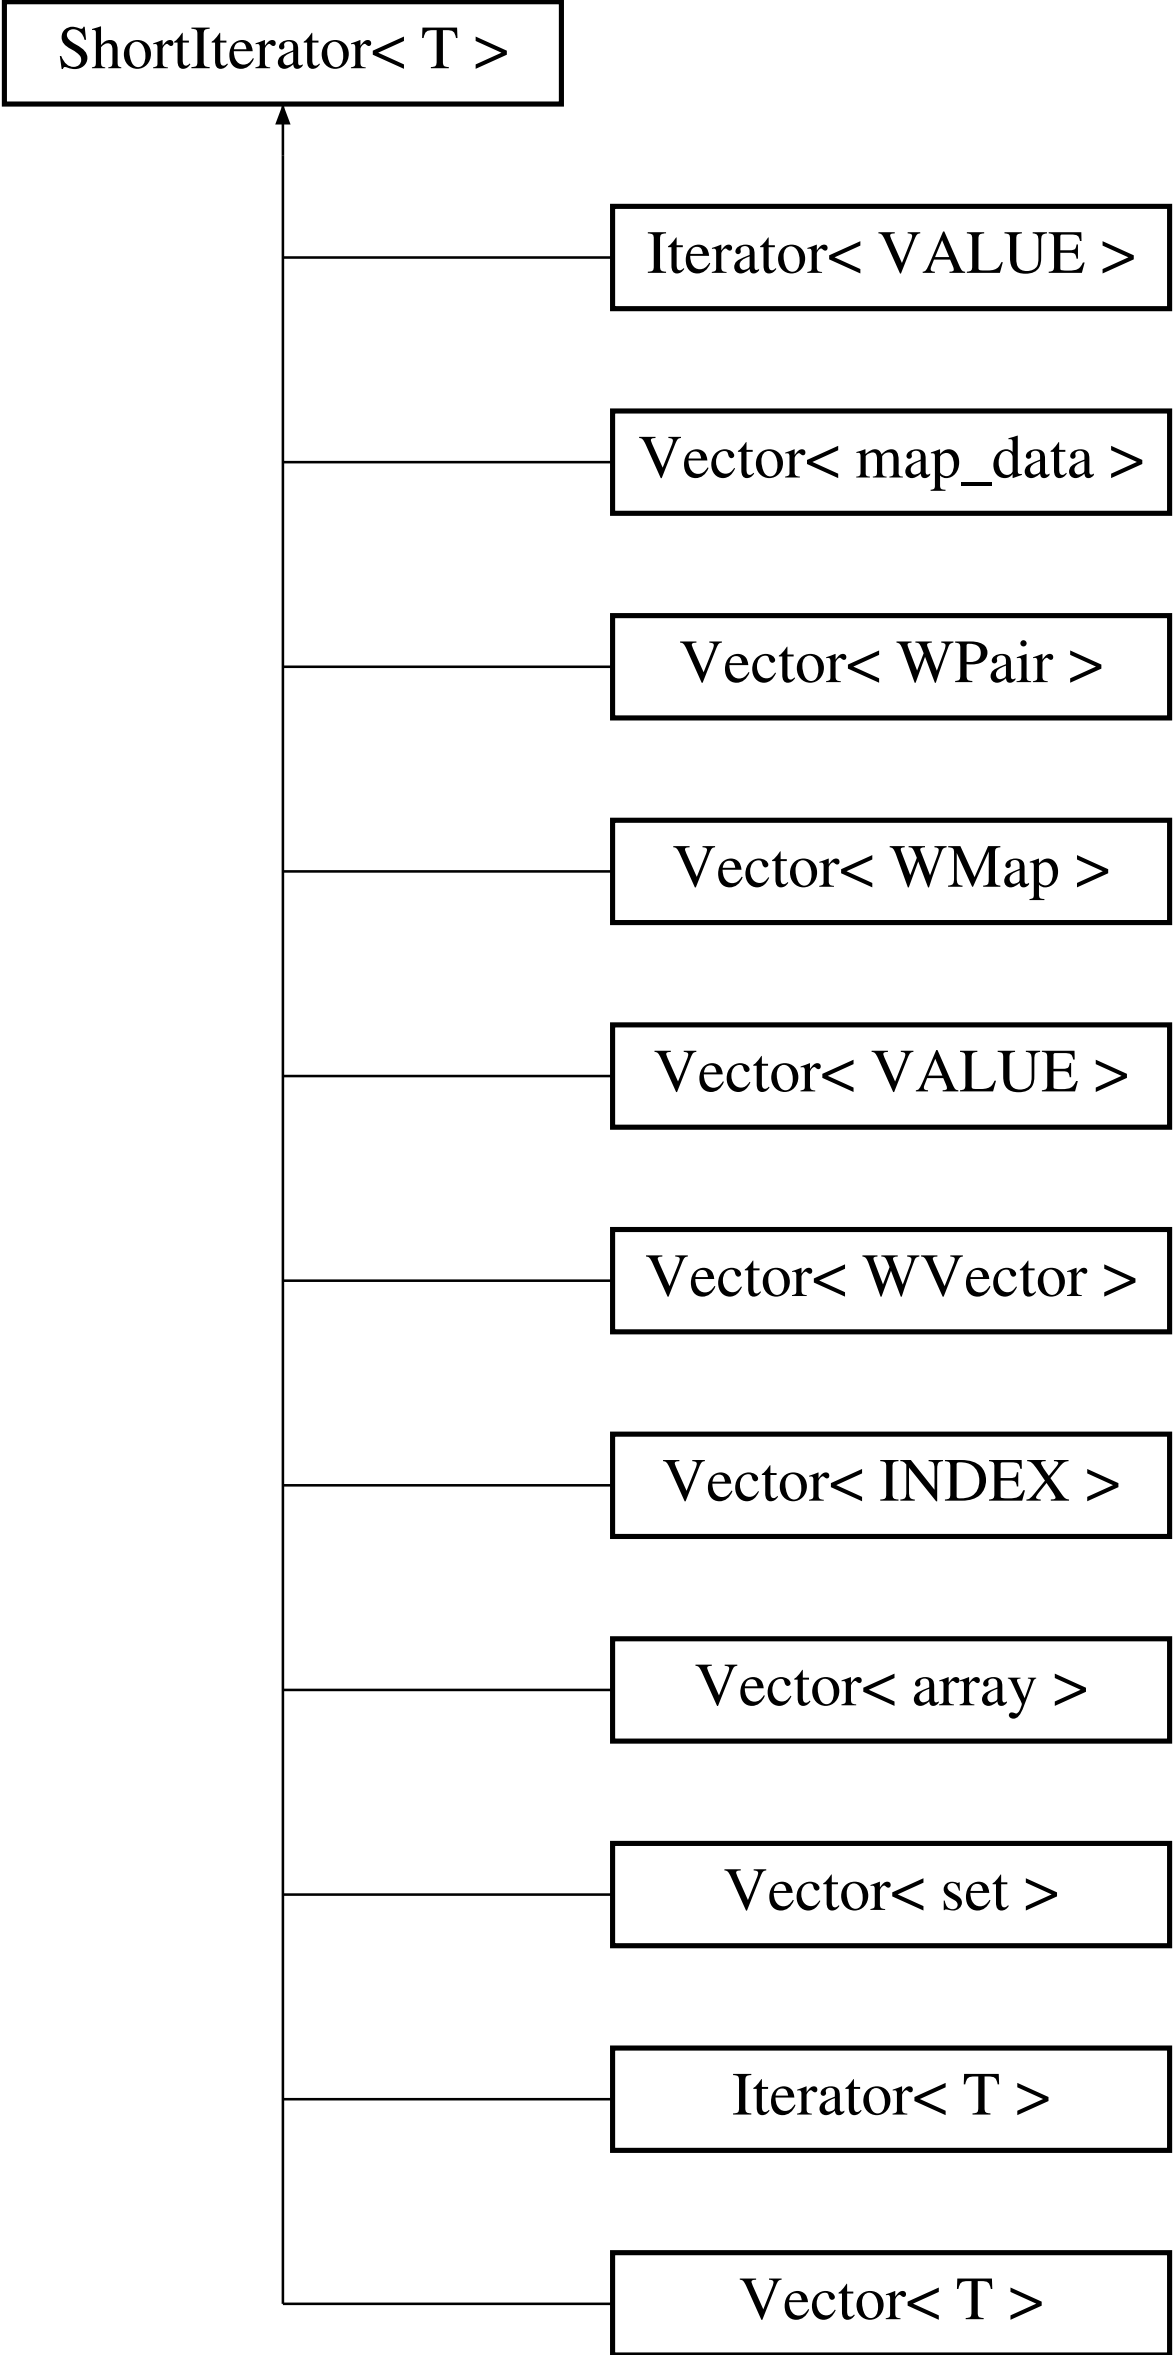 ShortIterator< T >
Iterator< VALUE >
Vector< map_data >
Vector< WPair >
Vector< WMap >
Vector< VALUE >
Vector< WVector >
Vector< INDEX >
Vector< array >
Vector< set >
Iterator< T >
Vector< T >